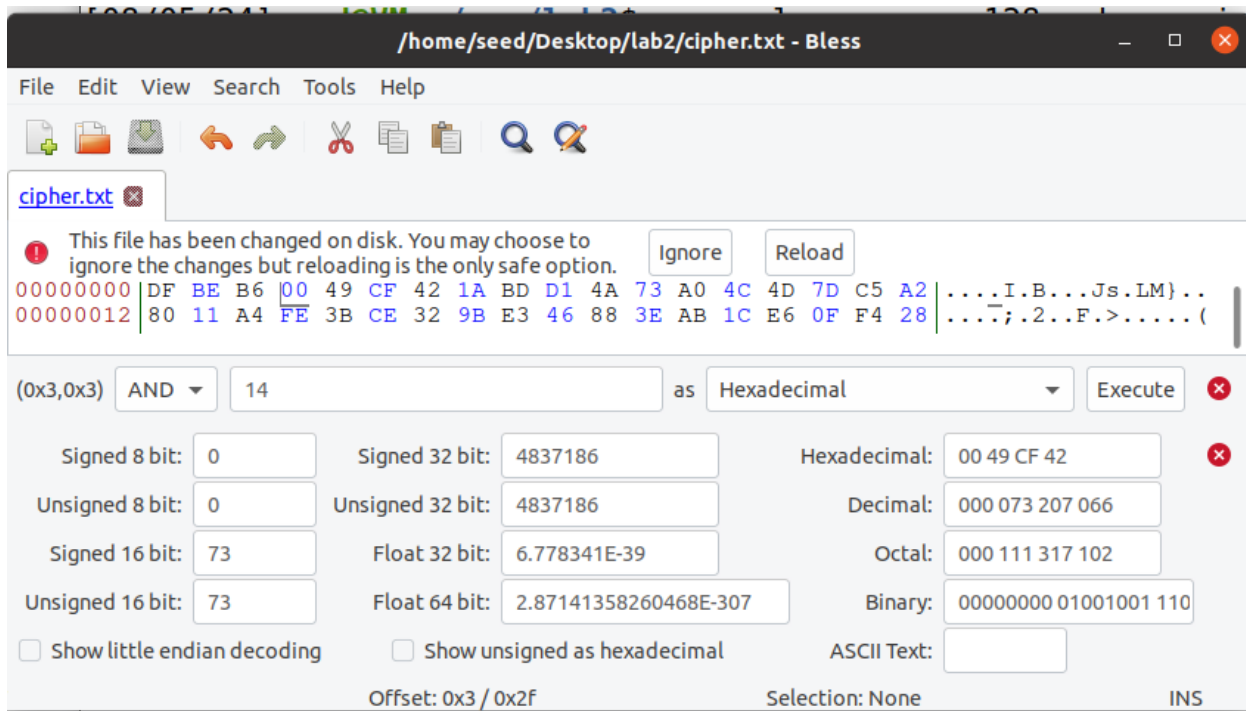 /home/seed/Desktop/lab2/cipher.txt - Bless
File Edit View Search Tools Help
cipher.txt
This file has been changed on disk. You may choose to
ignore the changes but reloading is the only safe option.
Ignore Reload
00000000 DF BE B6 00 49 CF 42 1A BD D1 4A 73 A0 4C 4D 7D C5 A2 ....I.B...Js.LM}..
00000012 80 11 A4 FE 3B CE 32 9B E3 46 88 3E AB 1C E6 0F F4 28 ....;.2..F.>.....(
(0x3,0x3) AND 14 as Hexadecimal Execute
Signed 8 bit: 0 Signed 32 bit: 4837186 Hexadecimal: 00 49 CF 42
Unsigned 8 bit: 0 Unsigned 32 bit: 4837186 Decimal: 000 073 207 066
Signed 16 bit: 73 Float 32 bit: 6.778341E-39 Octal: 000 111 317 102
Unsigned 16 bit: 73 Float 64 bit: 2.87141358260468E-307 Binary: 00000000 01001001 110
Show little endian decoding Show unsigned as hexadecimal ASCII Text:
Offset: 0x3 / 0x2f Selection: None INS